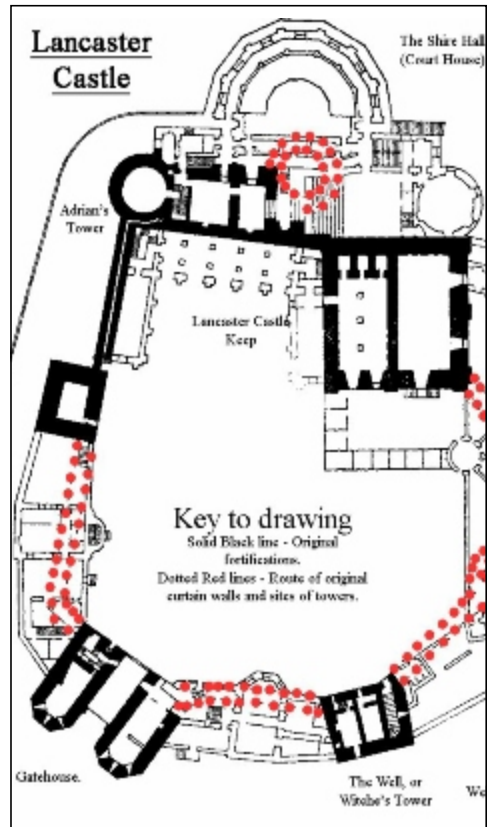 Lancaster
Castle
The Shire Hall
(Court House)
Adrian's
Tower
Lancaster Castle
Keep
Key to drawing
Solid Black line - Original
fortifications.
Dotted Red lines - Route of original
curtain walls and sites of towers.
Gatehouse.
The Well, or
Witche's Tower
We